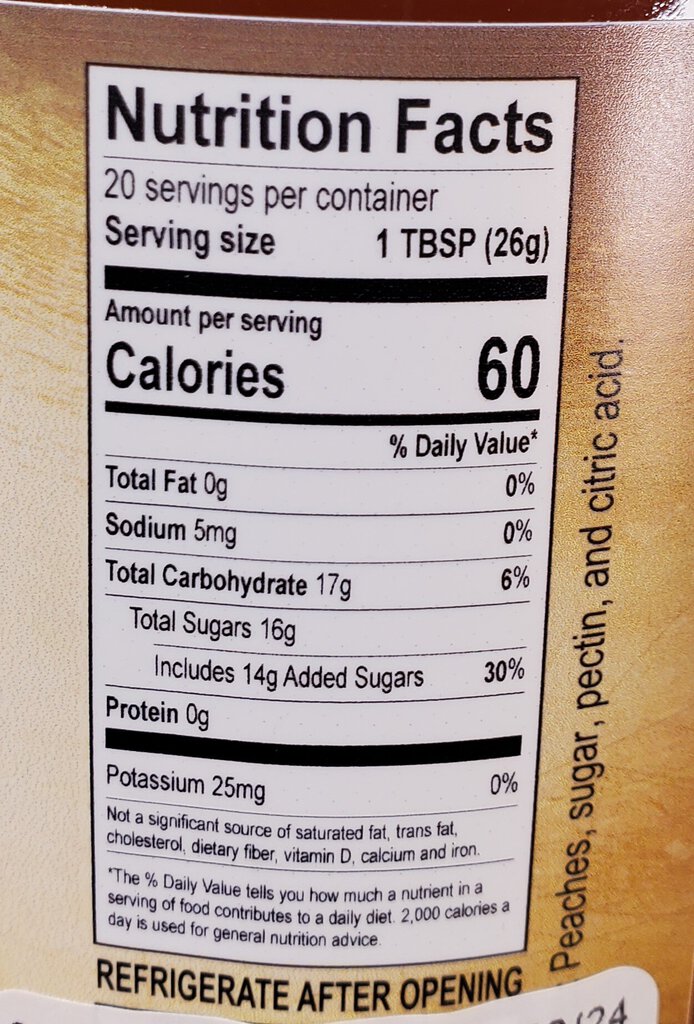 Nutrition Facts
20 servings per container
Serving size 1 TBSP (26g)
Amount per serving
Calories 60
% Daily Value*
Total Fat 0g 0%
Sodium 5mg 0%
Total Carbohydrate 17g 6%
Total Sugars 16g
Includes 14g Added Sugars 30%
Protein 0g
Potassium 25mg 0%
Not a significant source of saturated fat, trans fat,
cholesterol, dietary fiber, vitamin D, calcium and iron.
*The % Daily Value tells you how much a nutrient in a
serving of food contributes to a daily diet. 2,000 calories a
day is used for general nutrition advice.
REFRIGERATE AFTER OPENING
Peaches, sugar, pectin, and citric acid.
/24